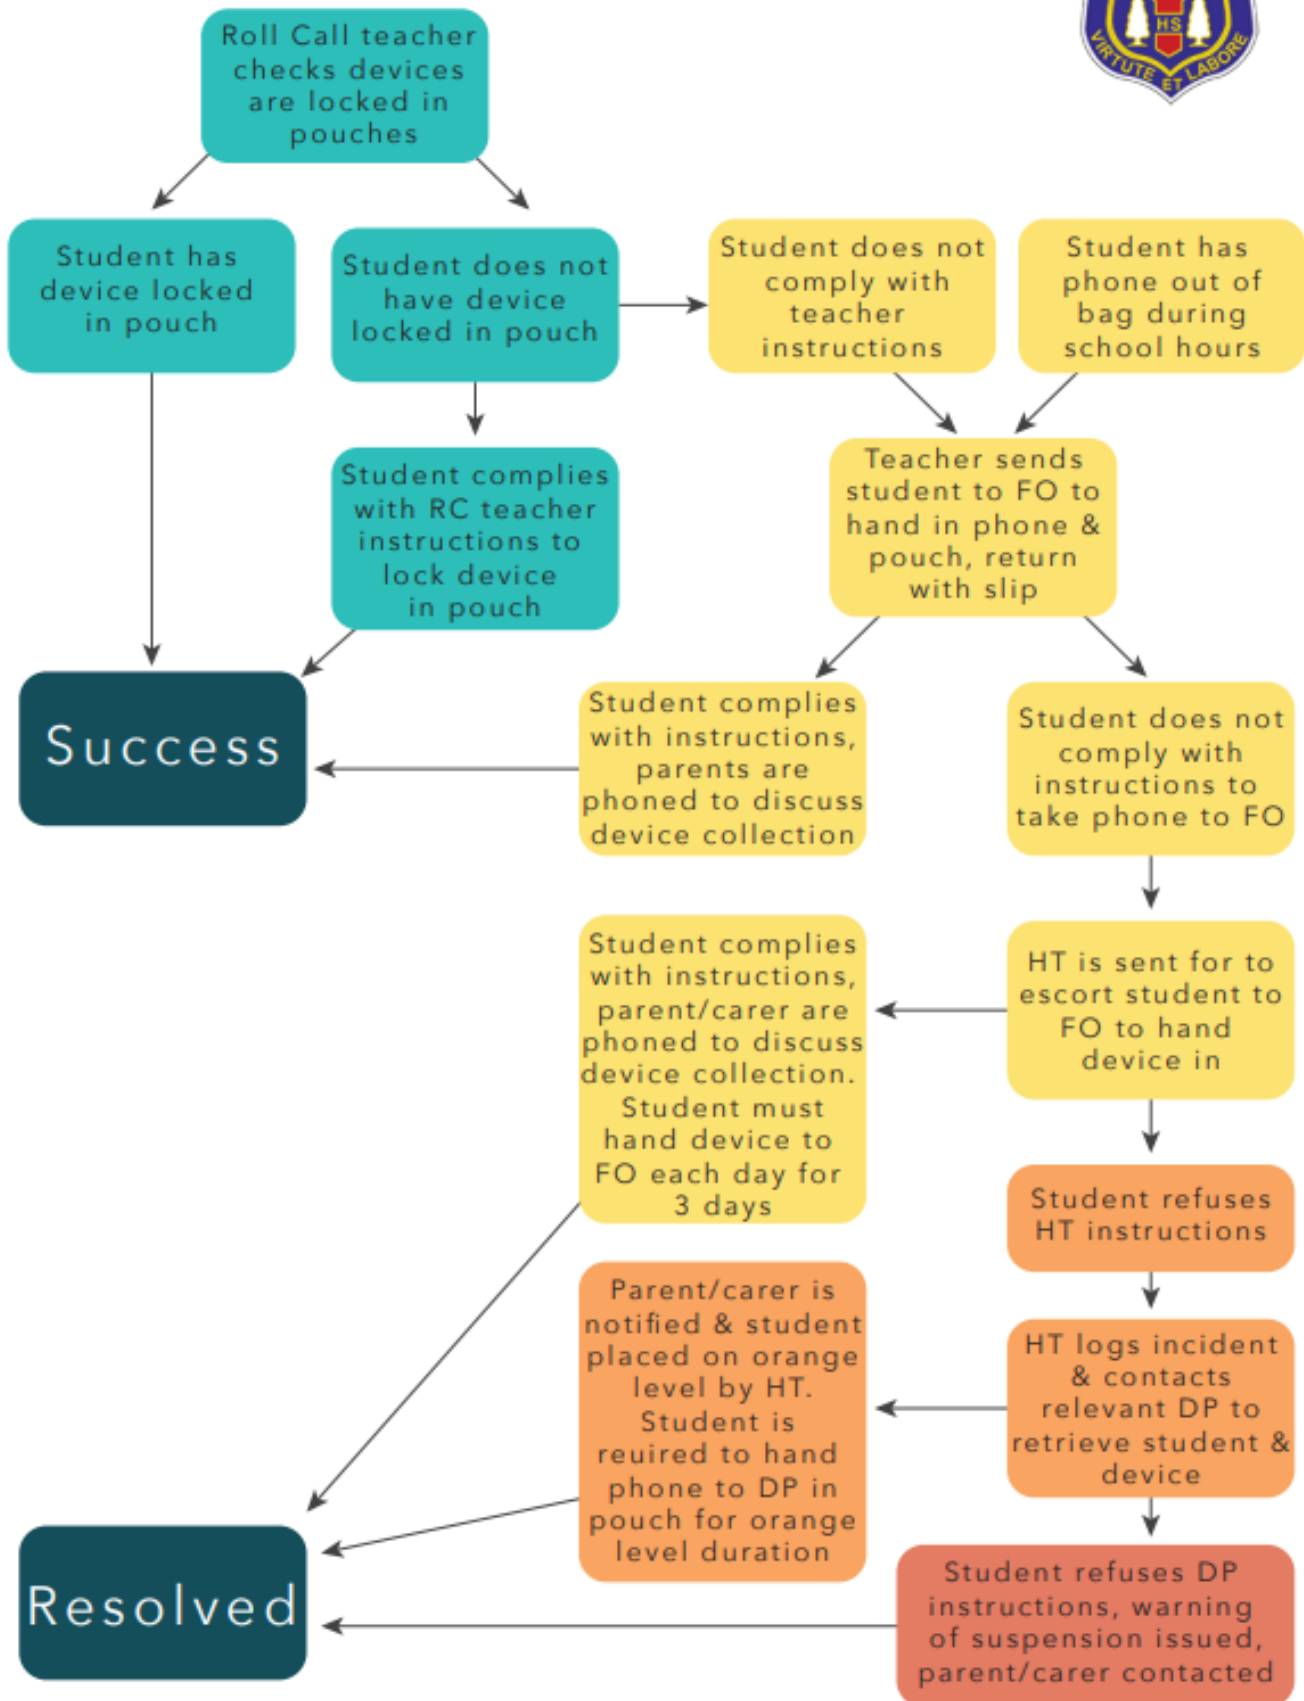 HS
VIRTUTE ET LABORE
Roll Call teacher
checks devices
are locked in
pouches
Student has
device locked
in pouch
Student does not
have device
locked in pouch
Student does not
comply with
teacher
instructions
Student has
phone out of
bag during
school hours
Student complies
with RC teacher
instructions to
lock device
in pouch
Teacher sends
student to FO to
hand in phone &
pouch, return
with slip
Success
Student complies
with instructions,
parents are
phoned to discuss
device collection
Student does not
comply with
instructions to
take phone to FO
Student complies
with instructions,
parent/carer are
phoned to discuss
device collection.
Student must
hand device to
FO each day for
3 days
HT is sent for to
escort student to
FO to hand
device in
Student refuses
HT instructions
Parent/carer is
notified & student
placed on orange
level by HT.
Student is
reuired to hand
phone to DP in
pouch for orange
level duration
HT logs incident
& contacts
relevant DP to
retrieve student &
device
Resolved
Student refuses DP
instructions, warning
of suspension issued,
parent/carer contacted